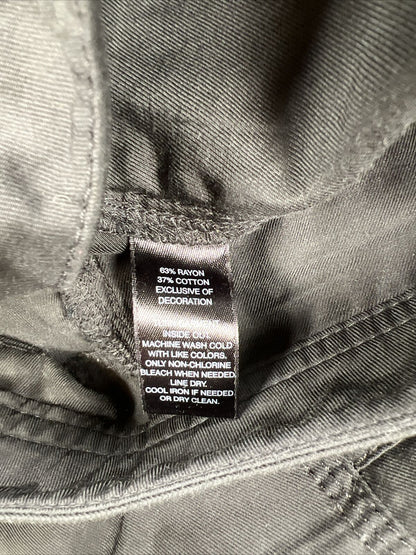 63% RAYON
37% COTTON
EXCLUSIVE OF
DECORATION
INSIDE OUT.
MACHINE WASH COLD
WITH LIKE COLORS.
ONLY NON-CHLORINE
BLEACH WHEN NEEDED.
LINE DRY.
COOL IRON IF NEEDED
OR DRY CLEAN.